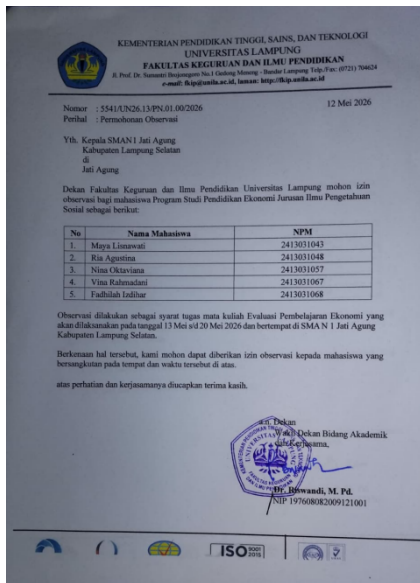 KEMENTERIAN PENDIDIKAN TINGGI, SAINS, DAN TEKNOLOGI
UNIVERSITAS LAMPUNG
FAKULTAS KEGURUAN DAN ILMU PENDIDIKAN
Jl. Prof. Dr. Sumantri Brojonegoro No.1 Gedong Meneng - Bandar Lampung Telp./Fax: (0721) 704624
e-mail: fkip@unila.ac.id, laman: http://fkip.unila.ac.id
Nomor : 5541/UN26.13/PN.01.00/2026
12 Mei 2026
Perihal : Permohonan Observasi
Yth. Kepala SMAN 1 Jati Agung
Kabupaten Lampung Selatan
di
Jati Agung
Dekan Fakultas Keguruan dan Ilmu Pendidikan Universitas Lampung mohon izin
observasi bagi mahasiswa Program Studi Pendidikan Ekonomi Jurusan Ilmu Pengetahuan
Sosial sebagai berikut:
No Nama Mahasiswa NPM
1. Maya Lisnawati 2413031043
2. Ria Agustina 2413031048
3. Nina Oktaviana 2413031057
4. Vina Rahmadani 2413031067
5. Fadhilah Izdihar 2413031068
Observasi dilakukan sebagai syarat tugas mata kuliah Evaluasi Pembelajaran Ekonomi yang
akan dilaksanakan pada tanggal 13 Mei s/d 20 Mei 2026 dan bertempat di SMA N 1 Jati Agung
Kabupaten Lampung Selatan.
Berkenaan hal tersebut, kami mohon dapat diberikan izin observasi kepada mahasiswa yang
bersangkutan pada tempat dan waktu tersebut di atas.
atas perhatian dan kerjasamanya diucapkan terima kasih.
a.n. Dekan
Wakil Dekan Bidang Akademik
dan Kerjasama,
Dr. Riswandi, M. Pd.
NIP 197608082009121001
ISO 9001 2015